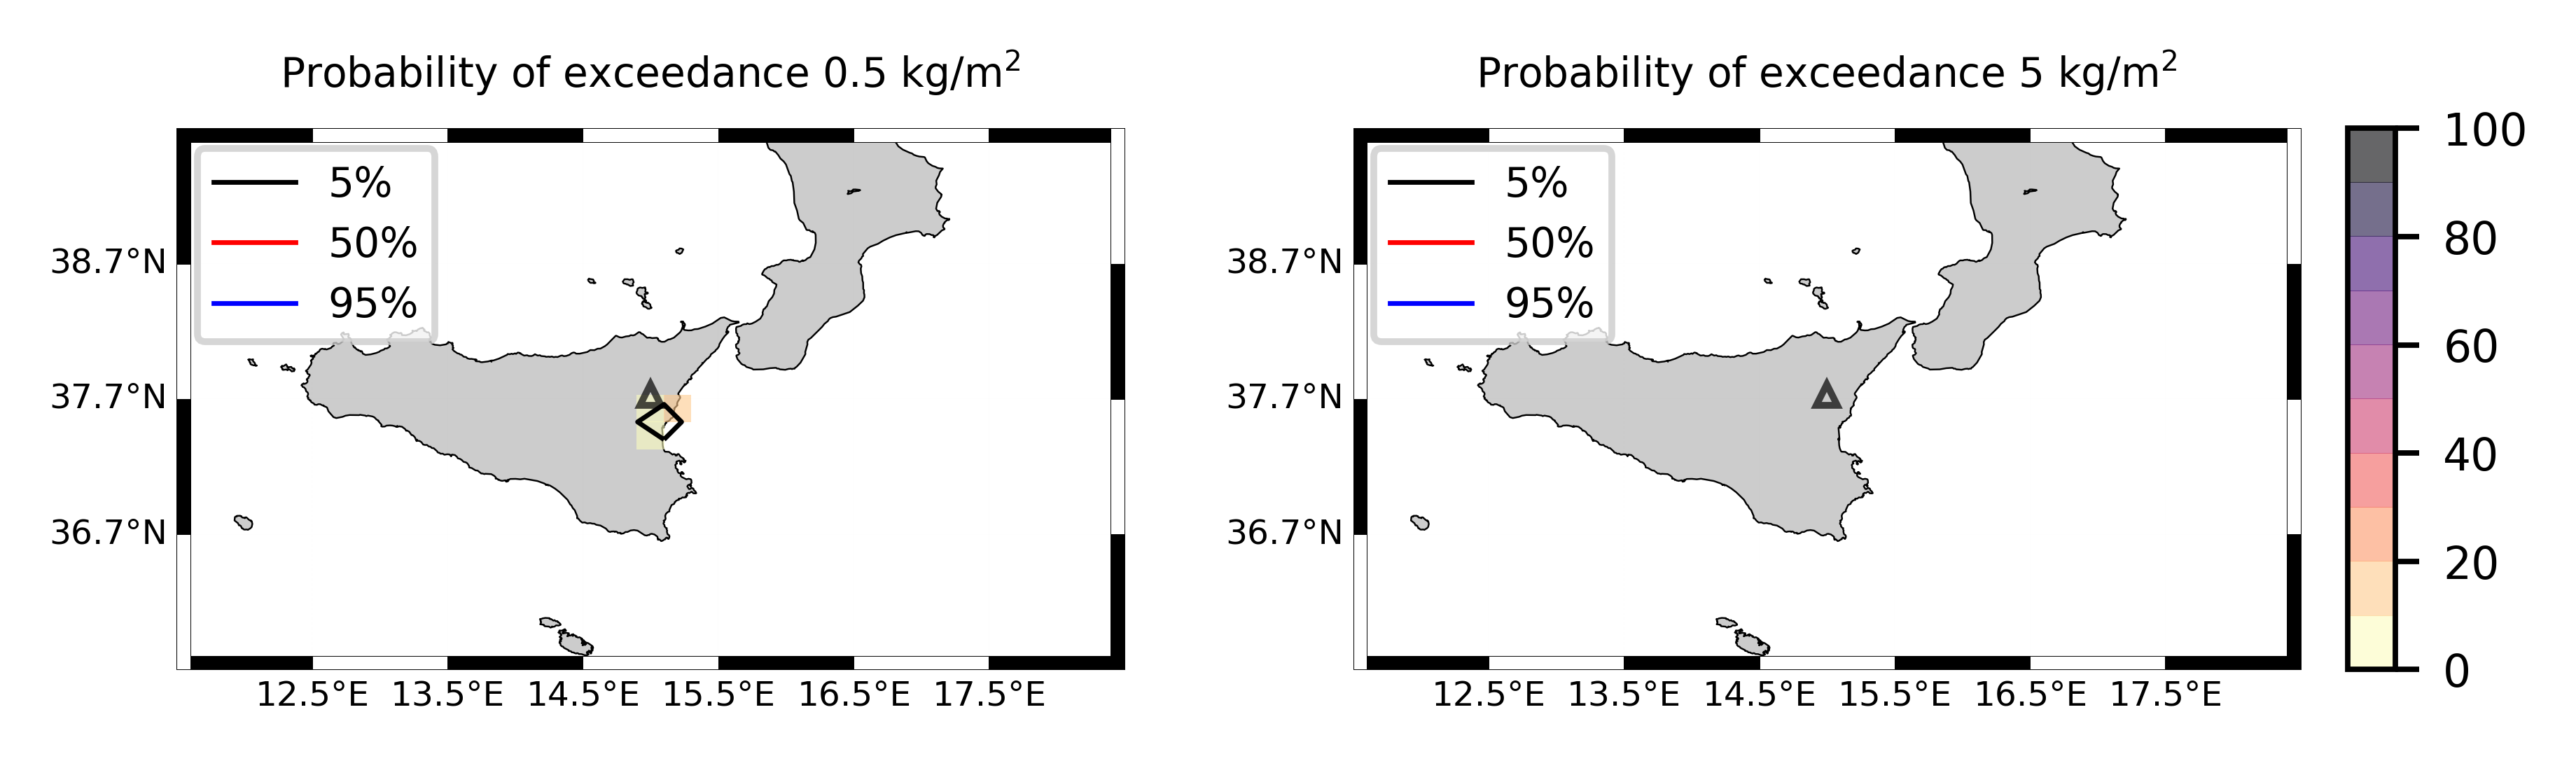 Probability of exceedance 0.5 kg/m²
5%
50%
95%
38.7°N
37.7°N
36.7°N
12.5°E 13.5°E 14.5°E 15.5°E 16.5°E 17.5°E
Probability of exceedance 5 kg/m²
5%
50%
95%
38.7°N
37.7°N
36.7°N
12.5°E 13.5°E 14.5°E 15.5°E 16.5°E 17.5°E
100
80
60
40
20
0